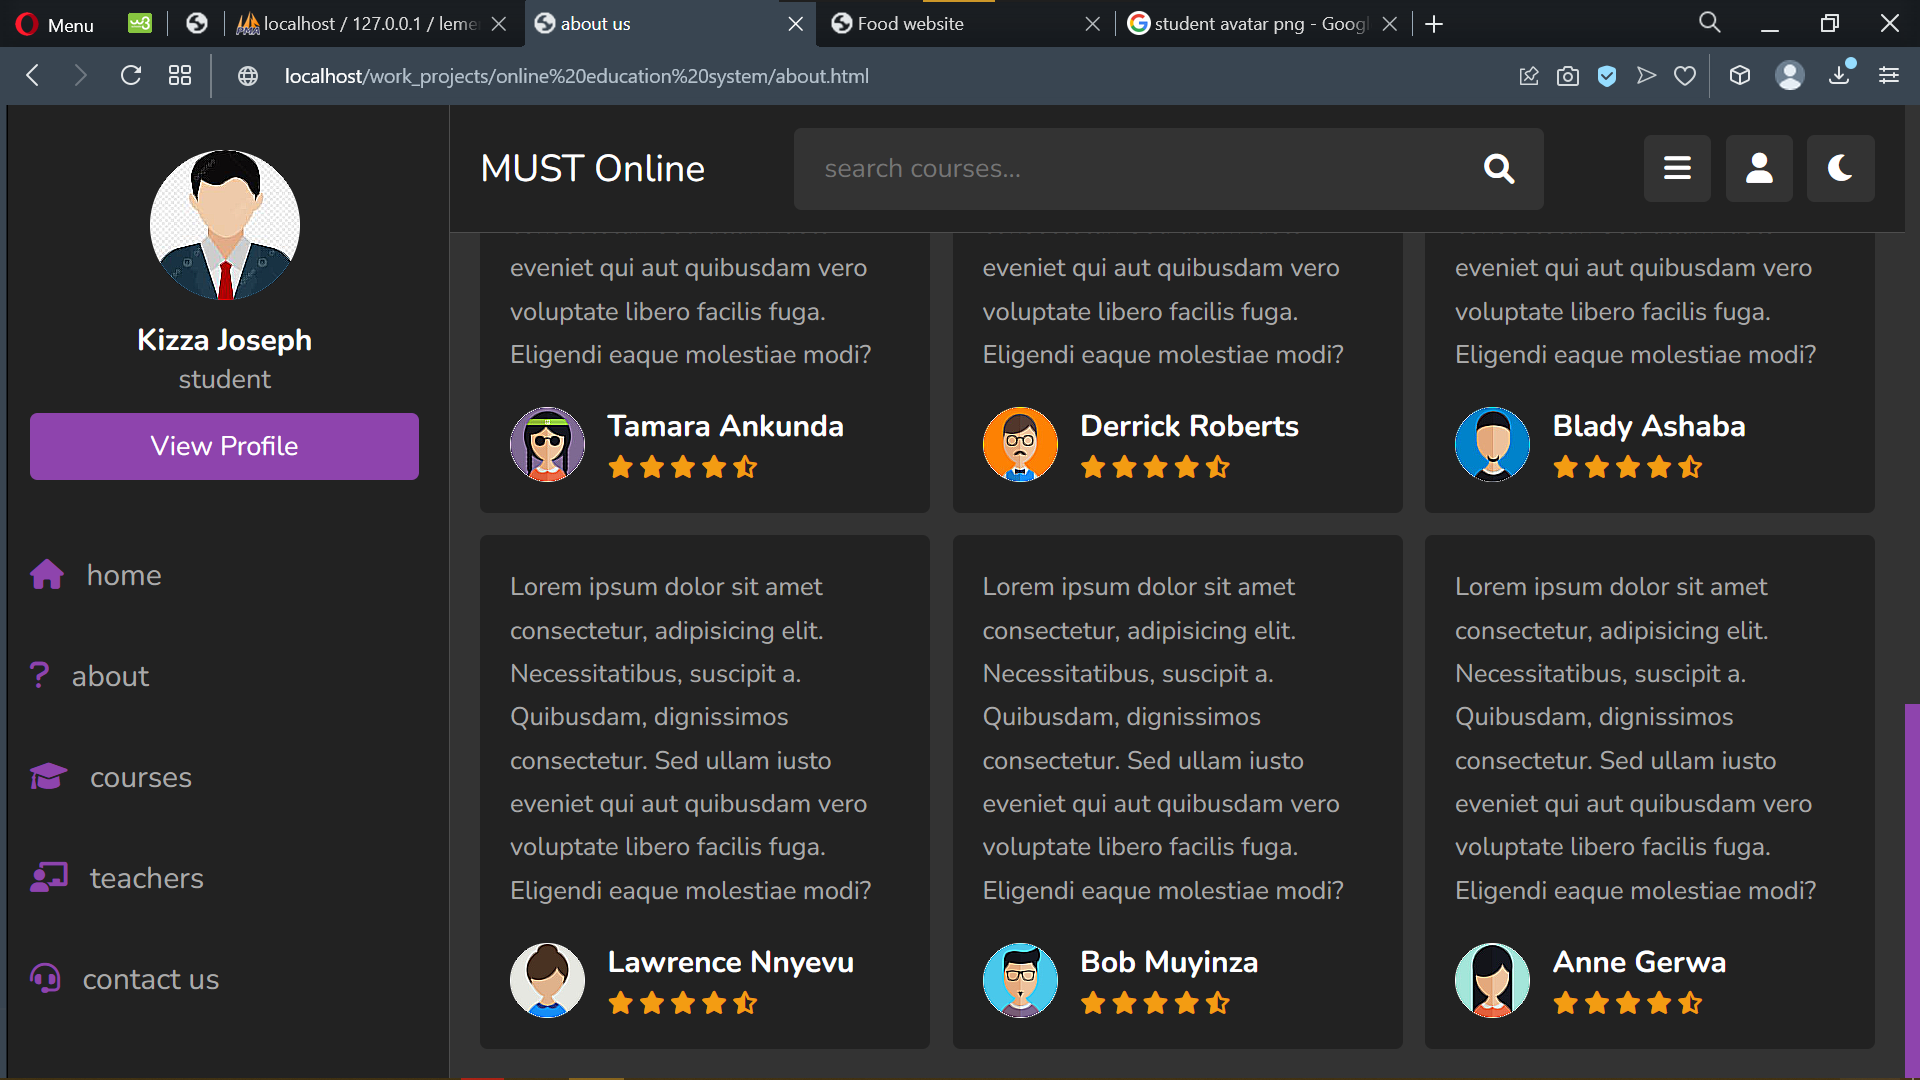 Menu
localhost / 127.0.0.1 / leme
about us
Food website
student avatar png - Googl
localhost/work_projects/online%20education%20system/about.html
MUST Online
search courses...
Kizza Joseph
student
View Profile
home
about
courses
teachers
contact us
eveniet qui aut quibusdam vero
voluptate libero facilis fuga.
Eligendi eaque molestiae modi?
Tamara Ankunda
eveniet qui aut quibusdam vero
voluptate libero facilis fuga.
Eligendi eaque molestiae modi?
Derrick Roberts
eveniet qui aut quibusdam vero
voluptate libero facilis fuga.
Eligendi eaque molestiae modi?
Blady Ashaba
Lorem ipsum dolor sit amet
consectetur, adipisicing elit.
Necessitatibus, suscipit a.
Quibusdam, dignissimos
consectetur. Sed ullam iusto
eveniet qui aut quibusdam vero
voluptate libero facilis fuga.
Eligendi eaque molestiae modi?
Lawrence Nnyevu
Lorem ipsum dolor sit amet
consectetur, adipisicing elit.
Necessitatibus, suscipit a.
Quibusdam, dignissimos
consectetur. Sed ullam iusto
eveniet qui aut quibusdam vero
voluptate libero facilis fuga.
Eligendi eaque molestiae modi?
Bob Muyinza
Lorem ipsum dolor sit amet
consectetur, adipisicing elit.
Necessitatibus, suscipit a.
Quibusdam, dignissimos
consectetur. Sed ullam iusto
eveniet qui aut quibusdam vero
voluptate libero facilis fuga.
Eligendi eaque molestiae modi?
Anne Gerwa